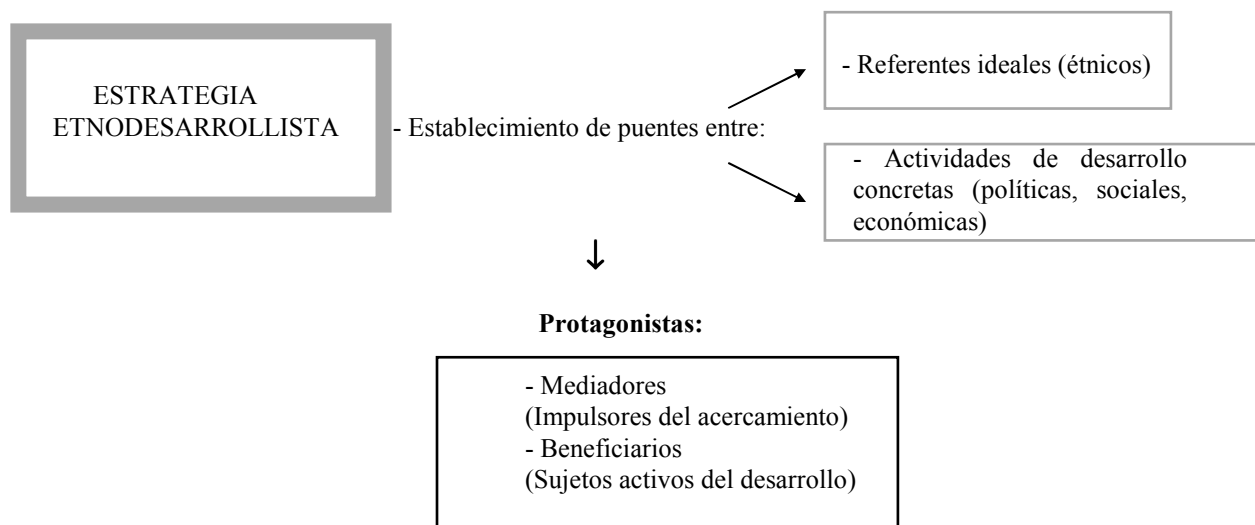 ESTRATEGIA
ETNODESARROLLISTA
- Establecimiento de puentes entre:
- Referentes ideales (étnicos)
- Actividades de desarrollo
concretas (políticas, sociales,
económicas)
Protagonistas:
- Mediadores
(Impulsores del acercamiento)
- Beneficiarios
(Sujetos activos del desarrollo)